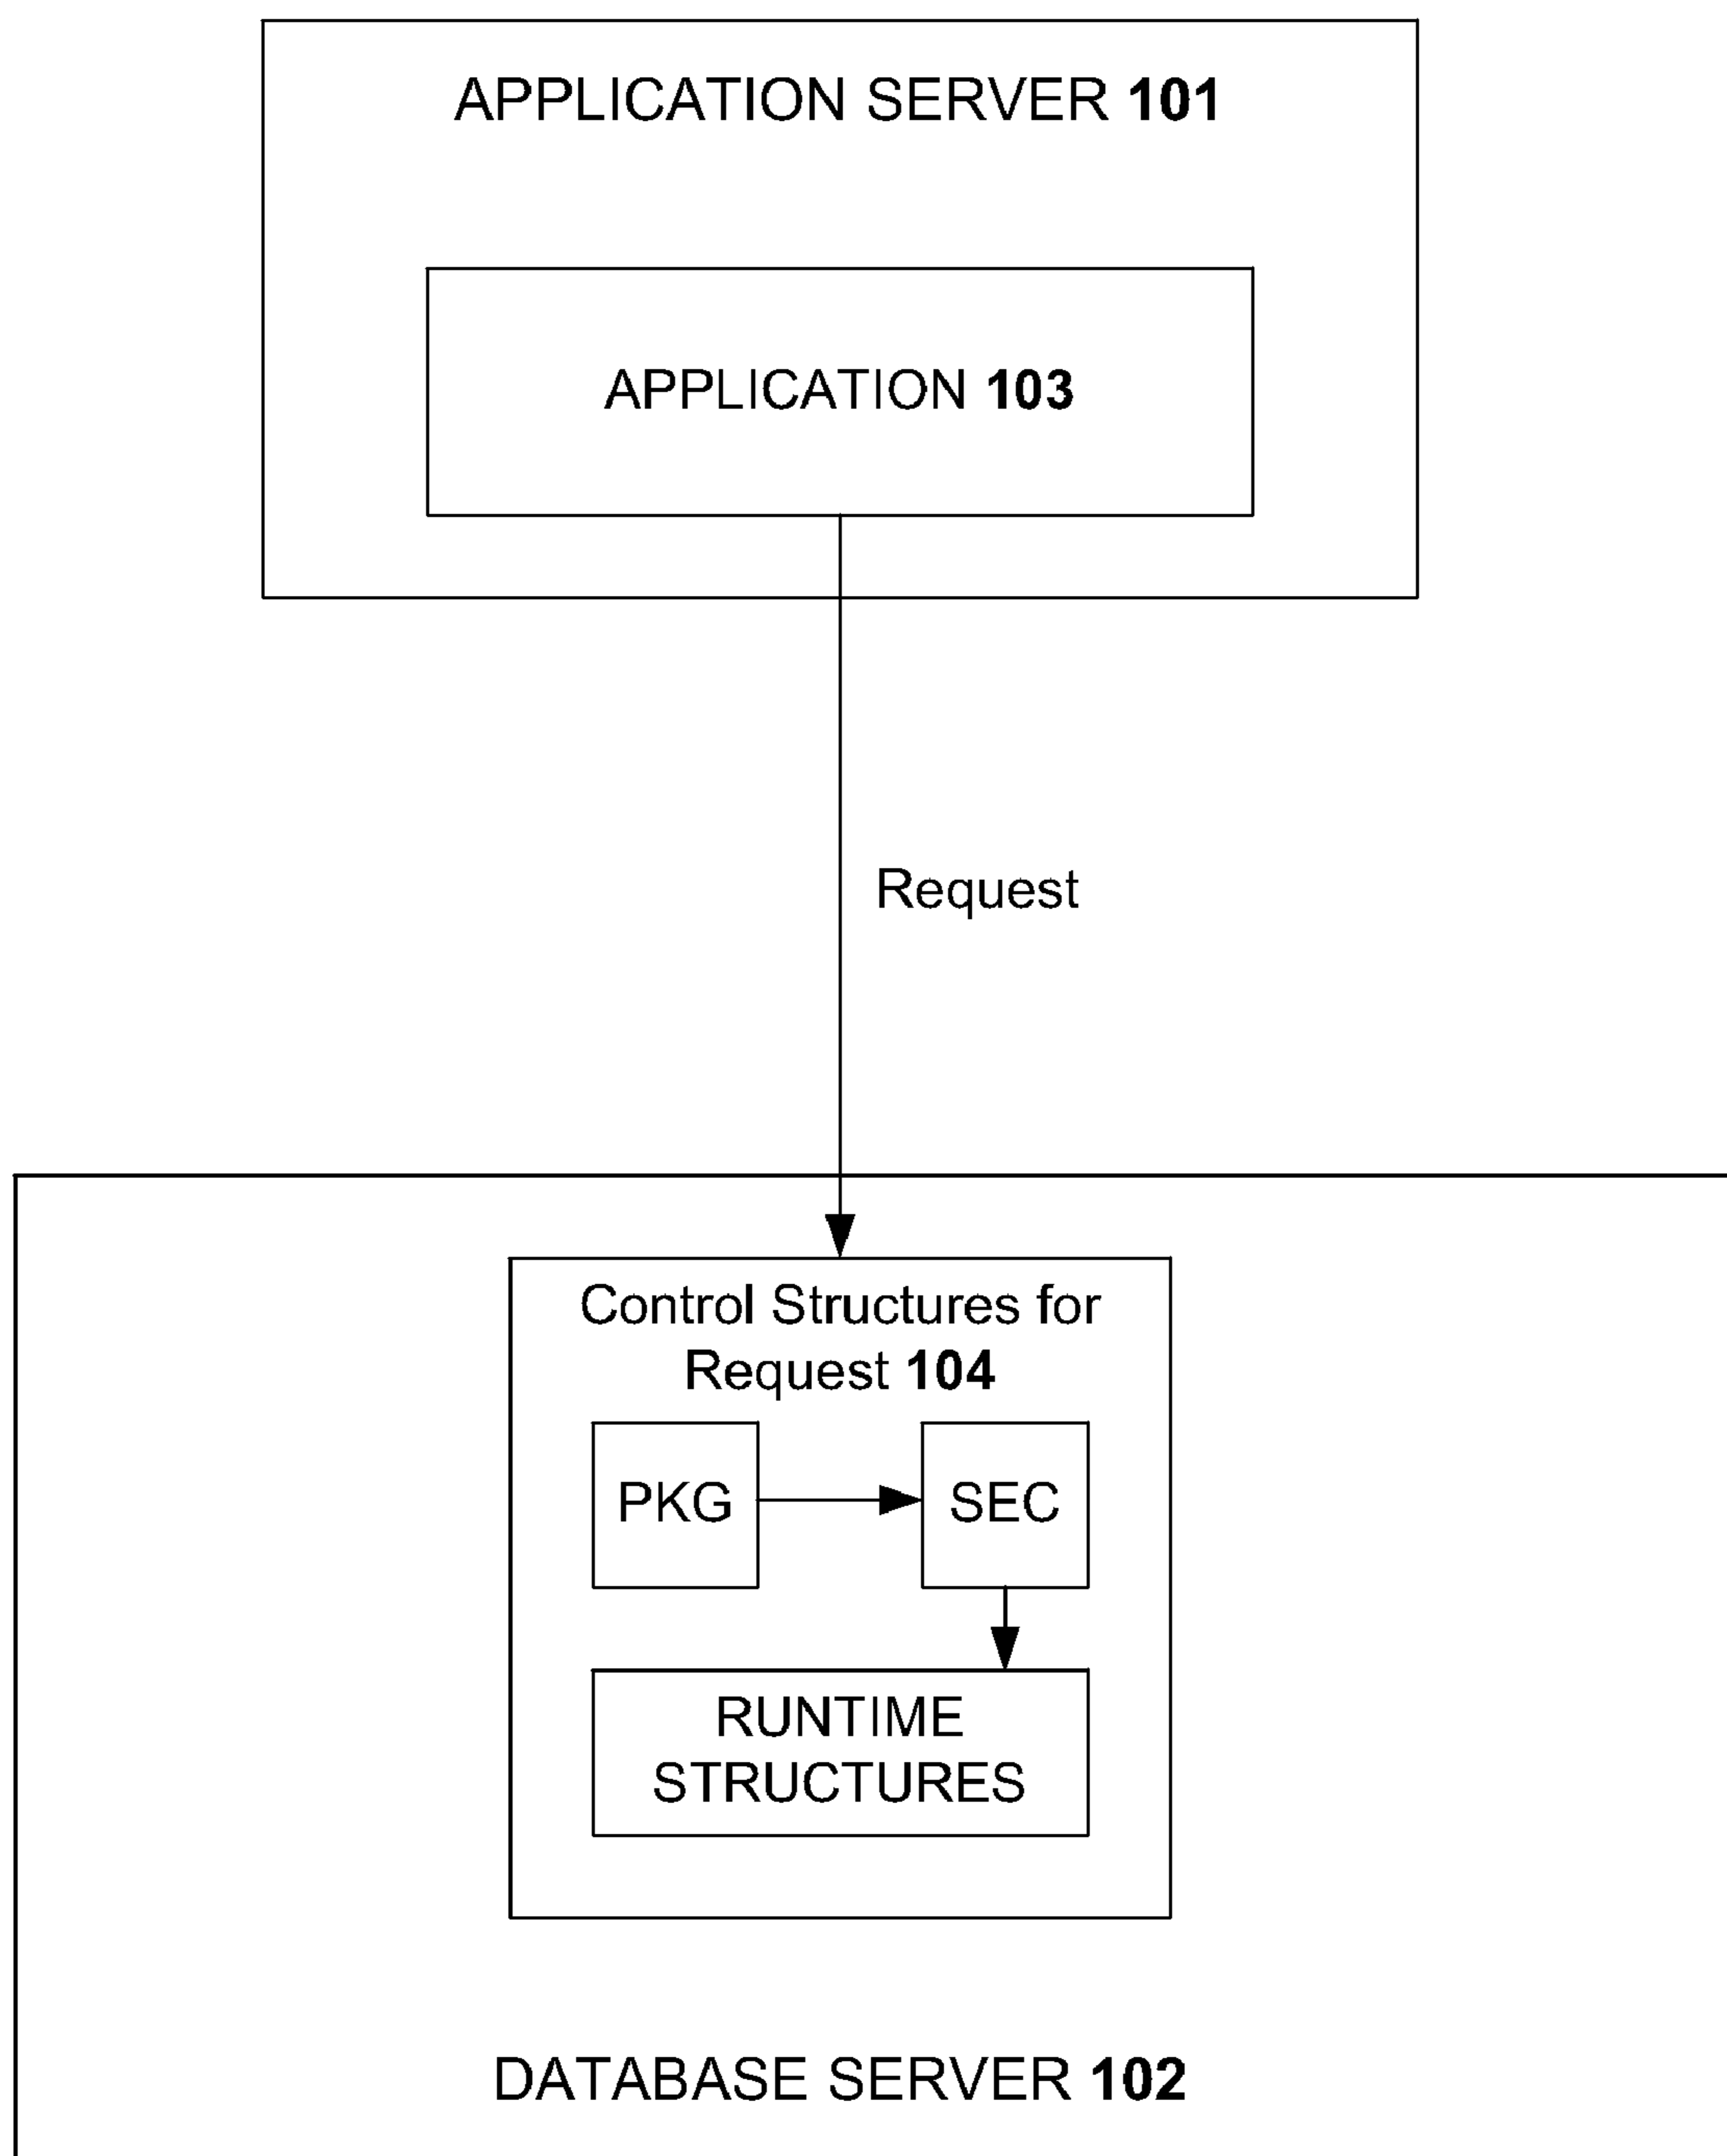 APPLICATION SERVER 101
APPLICATION 103
Request
Control Structures for
Request 104
PKG
SEC
RUNTIME
STRUCTURES
DATABASE SERVER 102